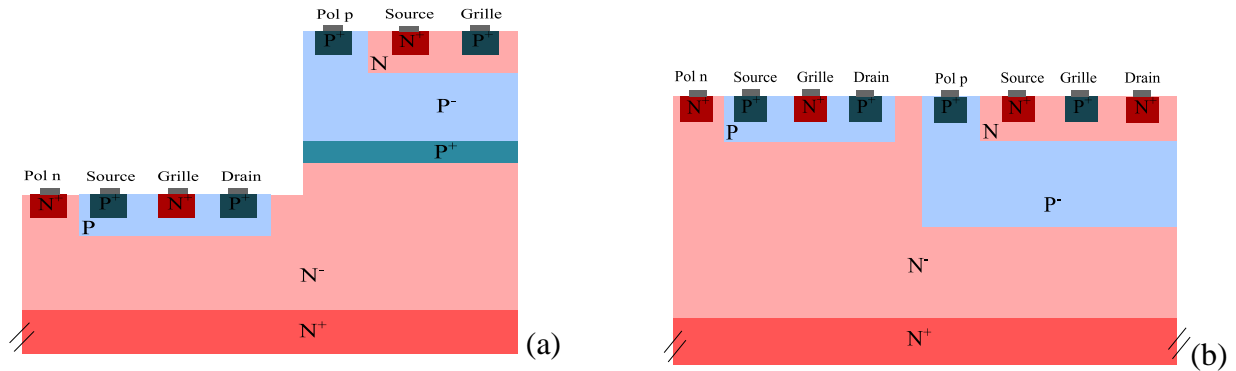 Pol p Source Grille
P⁺ N⁺ P⁺
N
P⁻
P⁺
Pol n Source Grille Drain
N⁺ P⁺ N⁺ P⁺
P
N⁻
N⁺
(a)
Pol n Source Grille Drain Pol p Source Grille Drain
N⁺ P⁺ N⁺ P⁺ P⁺ N⁺ P⁺ N⁺
P N
P⁻
N⁻
N⁺
(b)